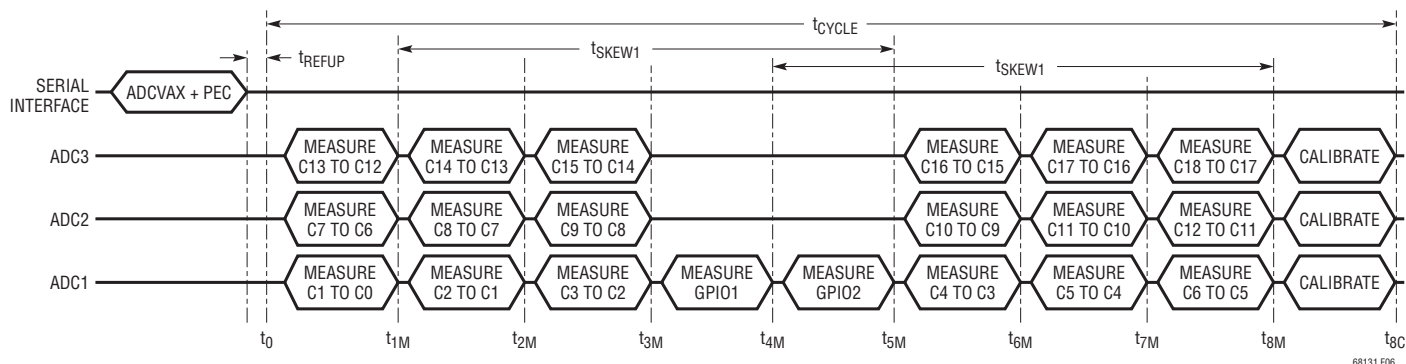 tCYCLE
tREFUP
tSKEW1
tSKEW1
SERIAL
INTERFACE
ADCVAX + PEC
ADC3
MEASURE
C13 TO C12
MEASURE
C14 TO C13
MEASURE
C15 TO C14
MEASURE
C16 TO C15
MEASURE
C17 TO C16
MEASURE
C18 TO C17
CALIBRATE
ADC2
MEASURE
C7 TO C6
MEASURE
C8 TO C7
MEASURE
C9 TO C8
MEASURE
C10 TO C9
MEASURE
C11 TO C10
MEASURE
C12 TO C11
CALIBRATE
ADC1
MEASURE
C1 TO C0
MEASURE
C2 TO C1
MEASURE
C3 TO C2
MEASURE
GPIO1
MEASURE
GPIO2
MEASURE
C4 TO C3
MEASURE
C5 TO C4
MEASURE
C6 TO C5
CALIBRATE
t0 t1M t2M t3M t4M t5M t6M t7M t8M t8C
68131 F06